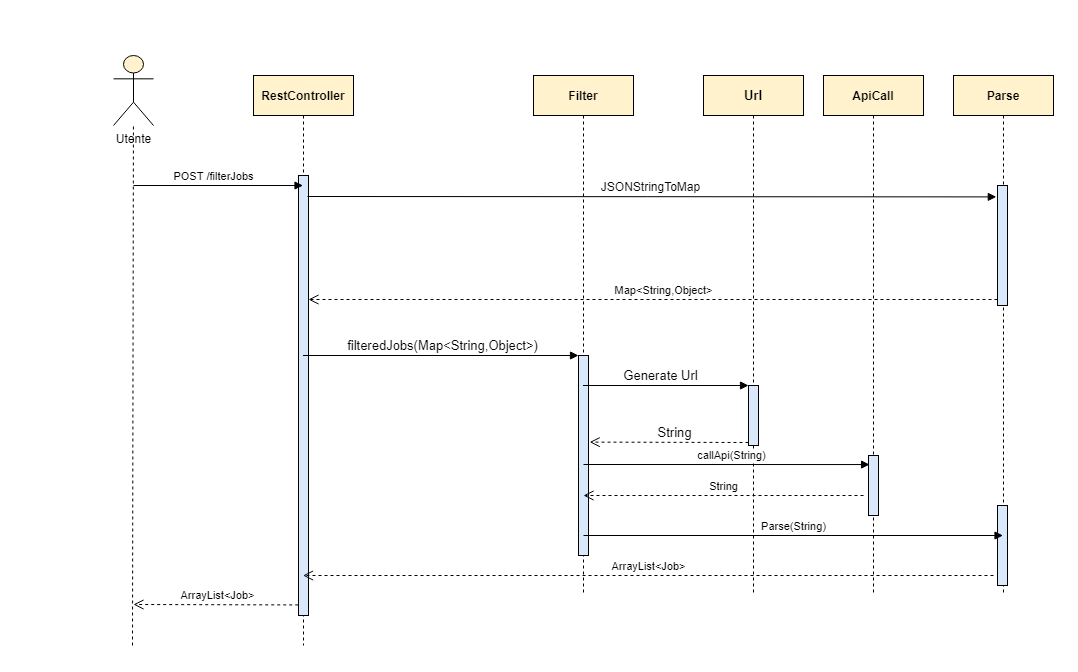 Utente
RestController
Filter
Url
ApiCall
Parse
POST /filterJobs
JSONStringToMap
Map<String,Object>
filteredJobs(Map<String,Object>)
Generate Url
String
callApi(String)
String
Parse(String)
ArrayList<Job>
ArrayList<Job>